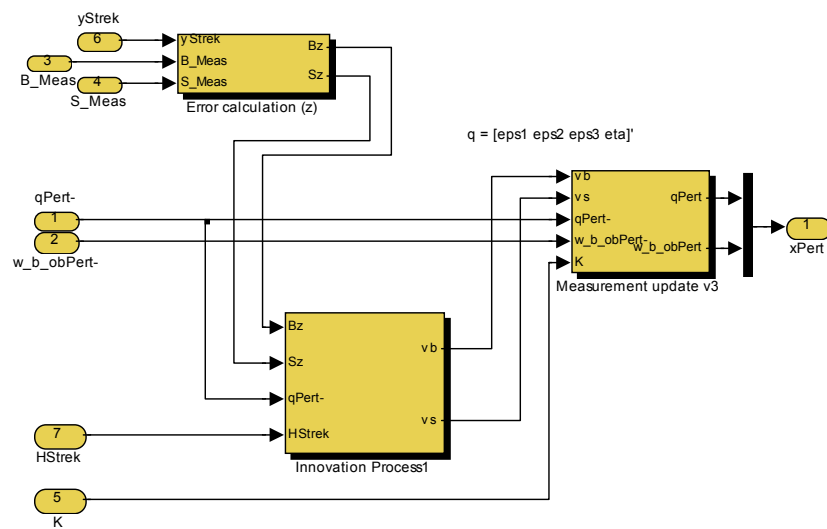 yStrek
6
3
B_Meas
4
S_Meas
yStrek
B_Meas
S_Meas
Bz
Sz
Error calculation (z)
q = [eps1 eps2 eps3 eta]'
qPert-
1
2
w_b_obPert-
vb
vs
qPert-
w_b_obPert-
K
qPert
w_b_obPert
Measurement update v3
1
xPert
Bz
Sz
qPert-
HStrek
vb
vs
Innovation Process1
7
HStrek
5
K